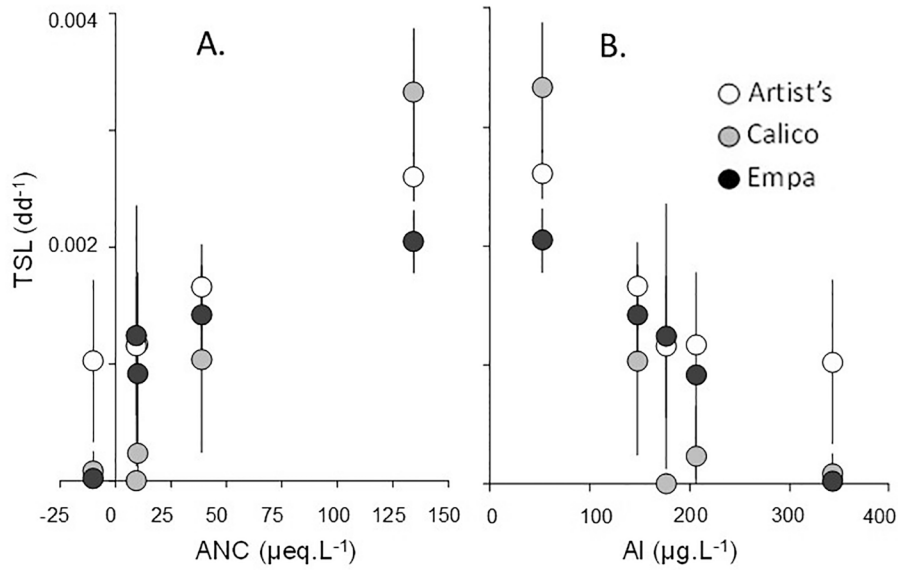 0.004
A.
B.
Artist's
Calico
Empa
TSL (dd⁻¹)
0.002
-25 0 25 50 75 100 125 150
0 100 200 300 400
ANC (µeq.L⁻¹)
Al (µg.L⁻¹)